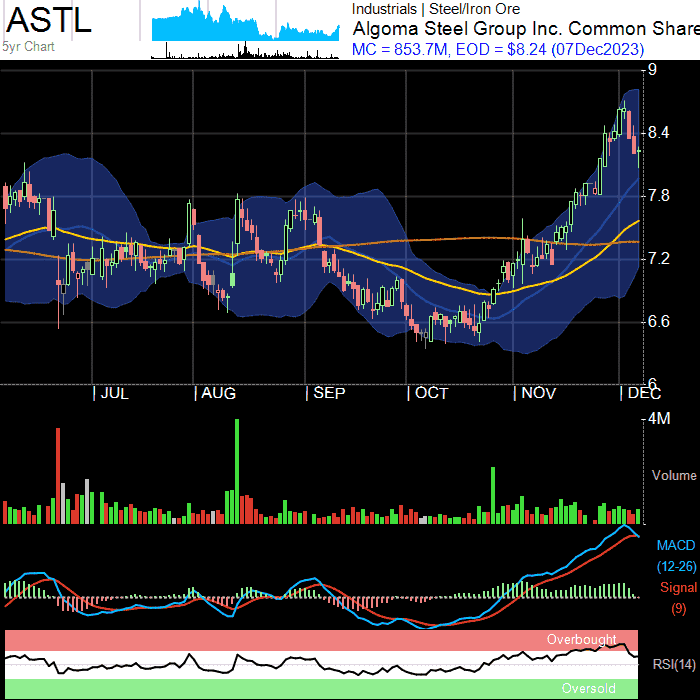 ASTL
5yr Chart
Industrials | Steel/Iron Ore
Algoma Steel Group Inc. Common Share
MC = 853.7M, EOD = $8.24 (07Dec2023)
9
8.4
7.8
7.2
6.6
6
| JUL | AUG | SEP | OCT | NOV | DEC
4M
Volume
MACD
(12-26)
Signal
(9)
Overbought
RSI(14)
Oversold